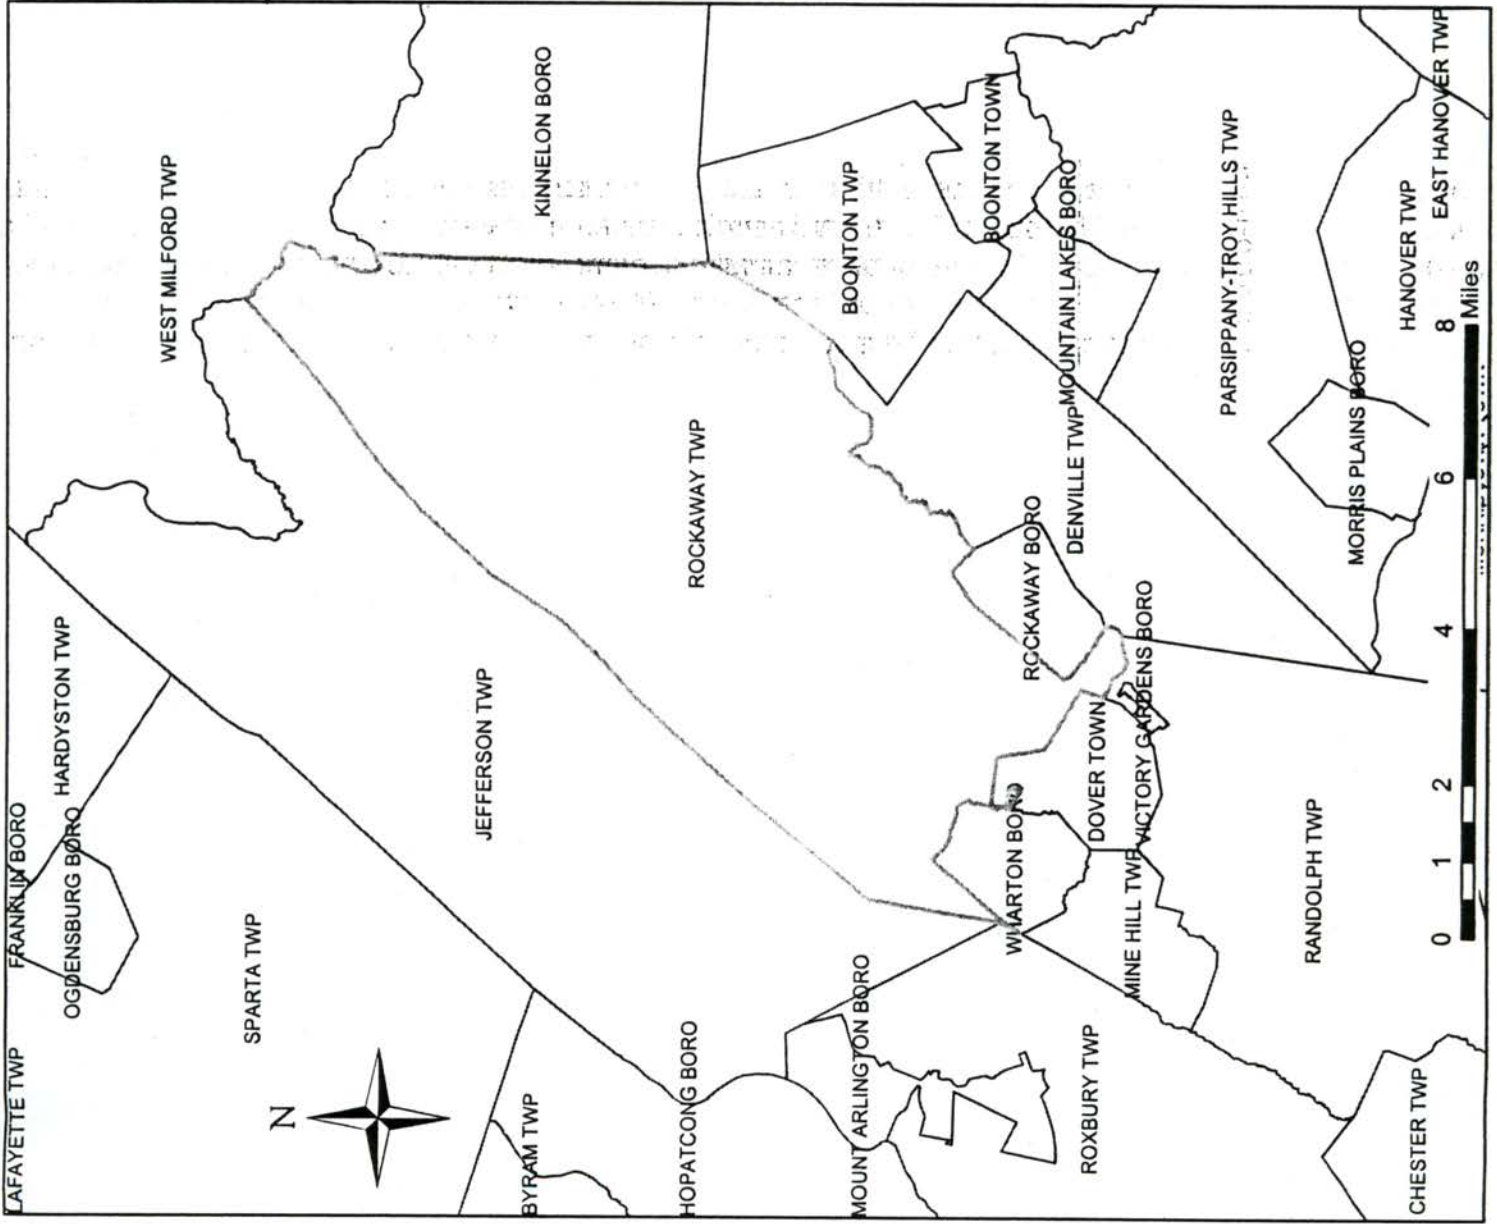 LAFAYETTE TWP
FRANKLIN BORO
OGDENSBURG BORO
HARDYSTON TWP
WEST MILFORD TWP
SPARTA TWP
N
JEFFERSON TWP
BYRAM TWP
KINNELON BORO
HOPATCONG BORO
ROCKAWAY TWP
MOUNT ARLINGTON BORO
BOONTON TWP
WHARTON BORO
ROCKAWAY BORO
BOONTON TOWN
ROXBURY TWP
DOVER TOWN
DENVILLE TWP
MOUNTAIN LAKES BORO
MINE HILL TWP
VICTORY GARDENS BORO
PARSIPPANY-TROY HILLS TWP
RANDOLPH TWP
MORRIS PLAINS BORO
HANOVER TWP
CHESTER TWP
EAST HANOVER TWP
0 1 2 4 6 8
Miles